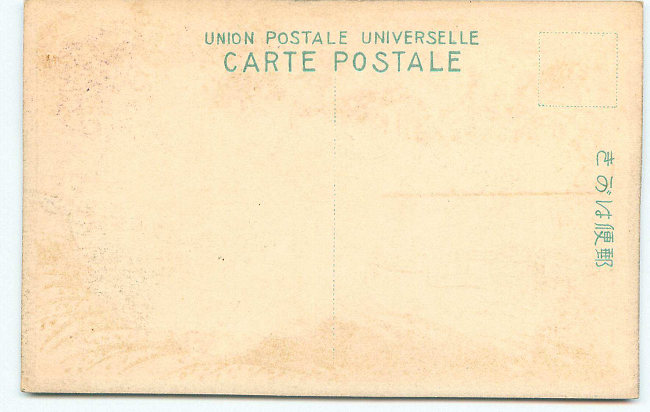 UNION POSTALE UNIVERSELLE
CARTE POSTALE
郵便はがき